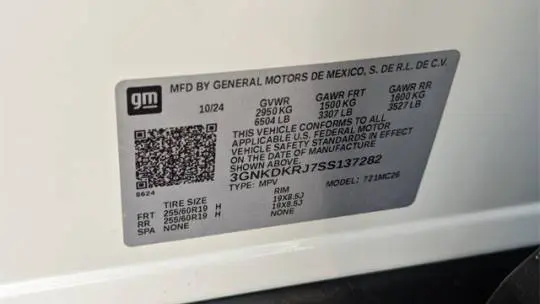 gm
MFD BY GENERAL MOTORS DE MEXICO, S. DE R.L. DE C.V.
10/24 GVWR GAWR FRT GAWR RR
2950 KG 1500 KG 1600 KG
6504 LB 3307 LB 3527 LB
THIS VEHICLE CONFORMS TO ALL
APPLICABLE U.S. FEDERAL MOTOR
VEHICLE SAFETY STANDARDS IN EFFECT
ON THE DATE OF MANUFACTURE
SHOWN ABOVE.
3GNKDKRJ7SS137282
TYPE: MPV MODEL: 721MC26
8624
TIRE SIZE RIM
FRT 255/60R19 H 19X8.5J
RR 255/60R19 H 19X8.5J
SPA NONE NONE